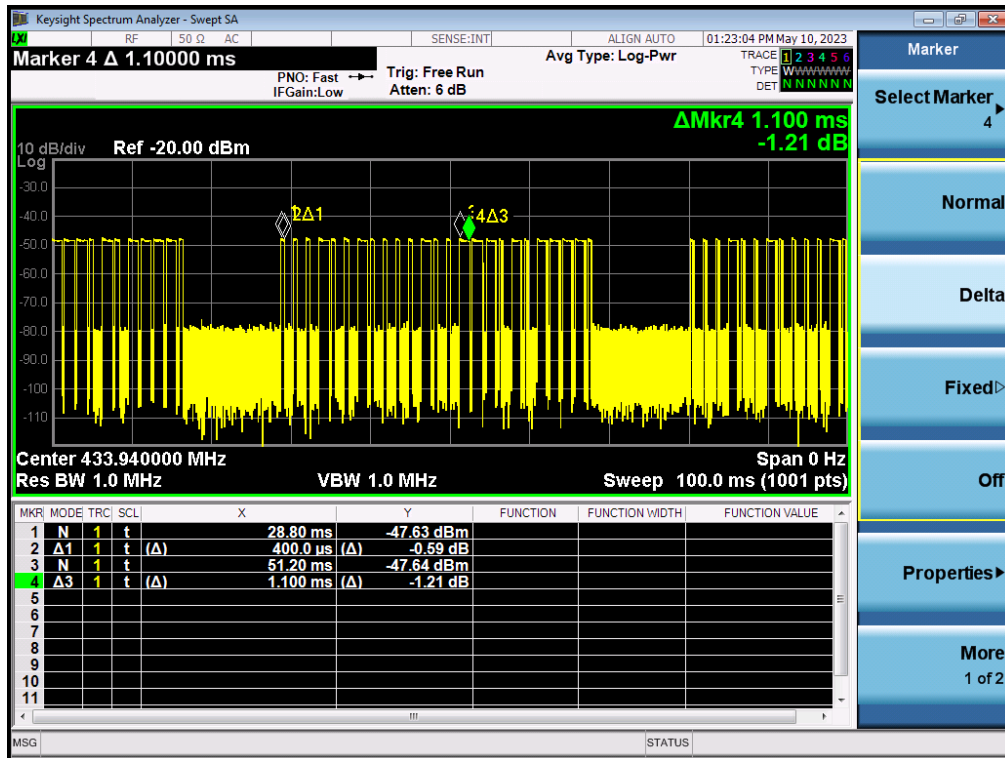 Keysight Spectrum Analyzer - Swept SA
LXI RF 50 Ω AC SENSE:INT ALIGN AUTO 01:23:04 PM May 10, 2023
Marker 4 Δ 1.10000 ms
PNO: Fast
IFGain:Low
Trig: Free Run
Atten: 6 dB
Avg Type: Log-Pwr
TRACE 1 2 3 4 5 6
TYPE WWWWWW
DET N N N N N N
ΔMkr4 1.100 ms
-1.21 dB
10 dB/div Ref -20.00 dBm
Log
-30.0
-40.0
-50.0
-60.0
-70.0
-80.0
-90.0
-100
-110
2Δ1
4Δ3
Center 433.940000 MHz Span 0 Hz
Res BW 1.0 MHz VBW 1.0 MHz Sweep 100.0 ms (1001 pts)
MKR MODE TRC SCL X Y FUNCTION FUNCTION WIDTH FUNCTION VALUE
1 N 1 t 28.80 ms -47.63 dBm
2 Δ1 1 t (Δ) 400.0 µs (Δ) -0.59 dB
3 N 1 t 51.20 ms -47.64 dBm
4 Δ3 1 t (Δ) 1.100 ms (Δ) -1.21 dB
5
6
7
8
9
10
11
MSG STATUS
Marker
Select Marker
4
Normal
Delta
Fixed
Off
Properties
More
1 of 2